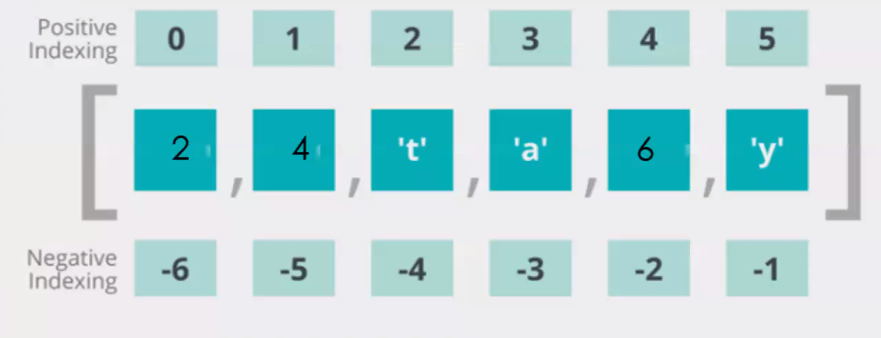 Positive
Indexing
0 1 2 3 4 5
[ 2 , 4 , 't' , 'a' , 6 , 'y' ]
Negative
Indexing
-6 -5 -4 -3 -2 -1